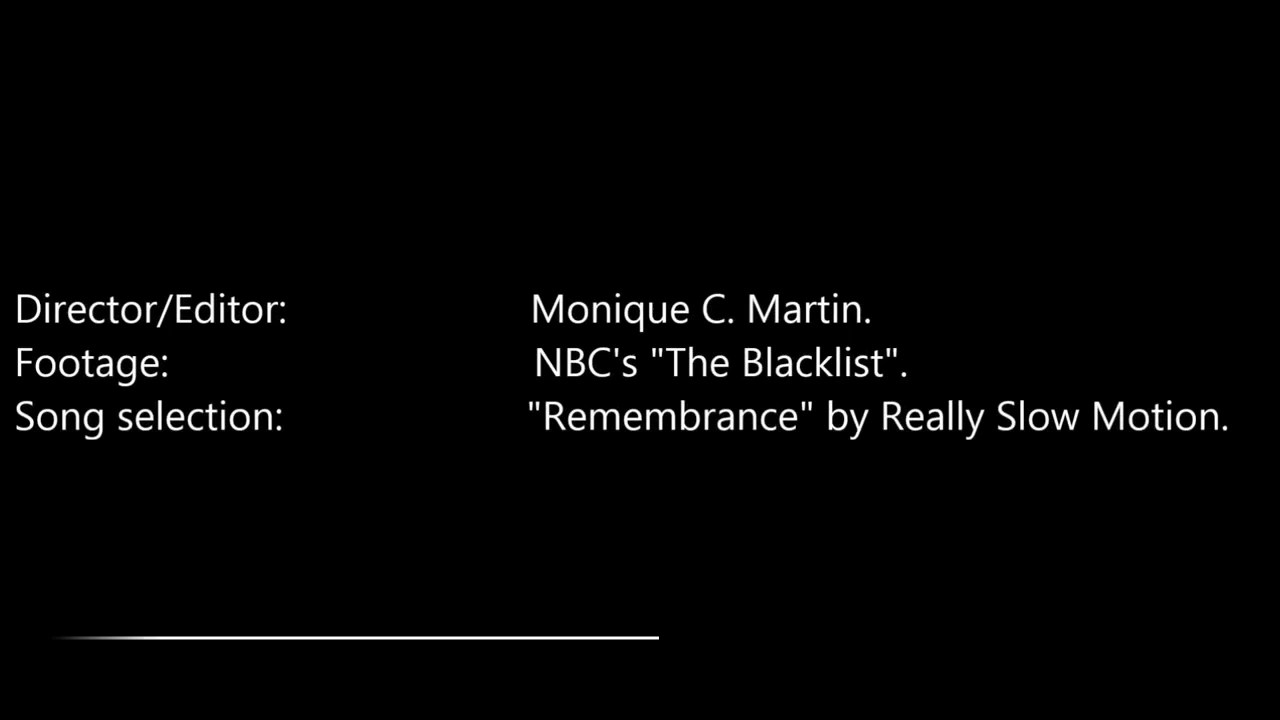 Director/Editor: Monique C. Martin.
Footage: NBC's "The Blacklist".
Song selection: "Remembrance" by Really Slow Motion.